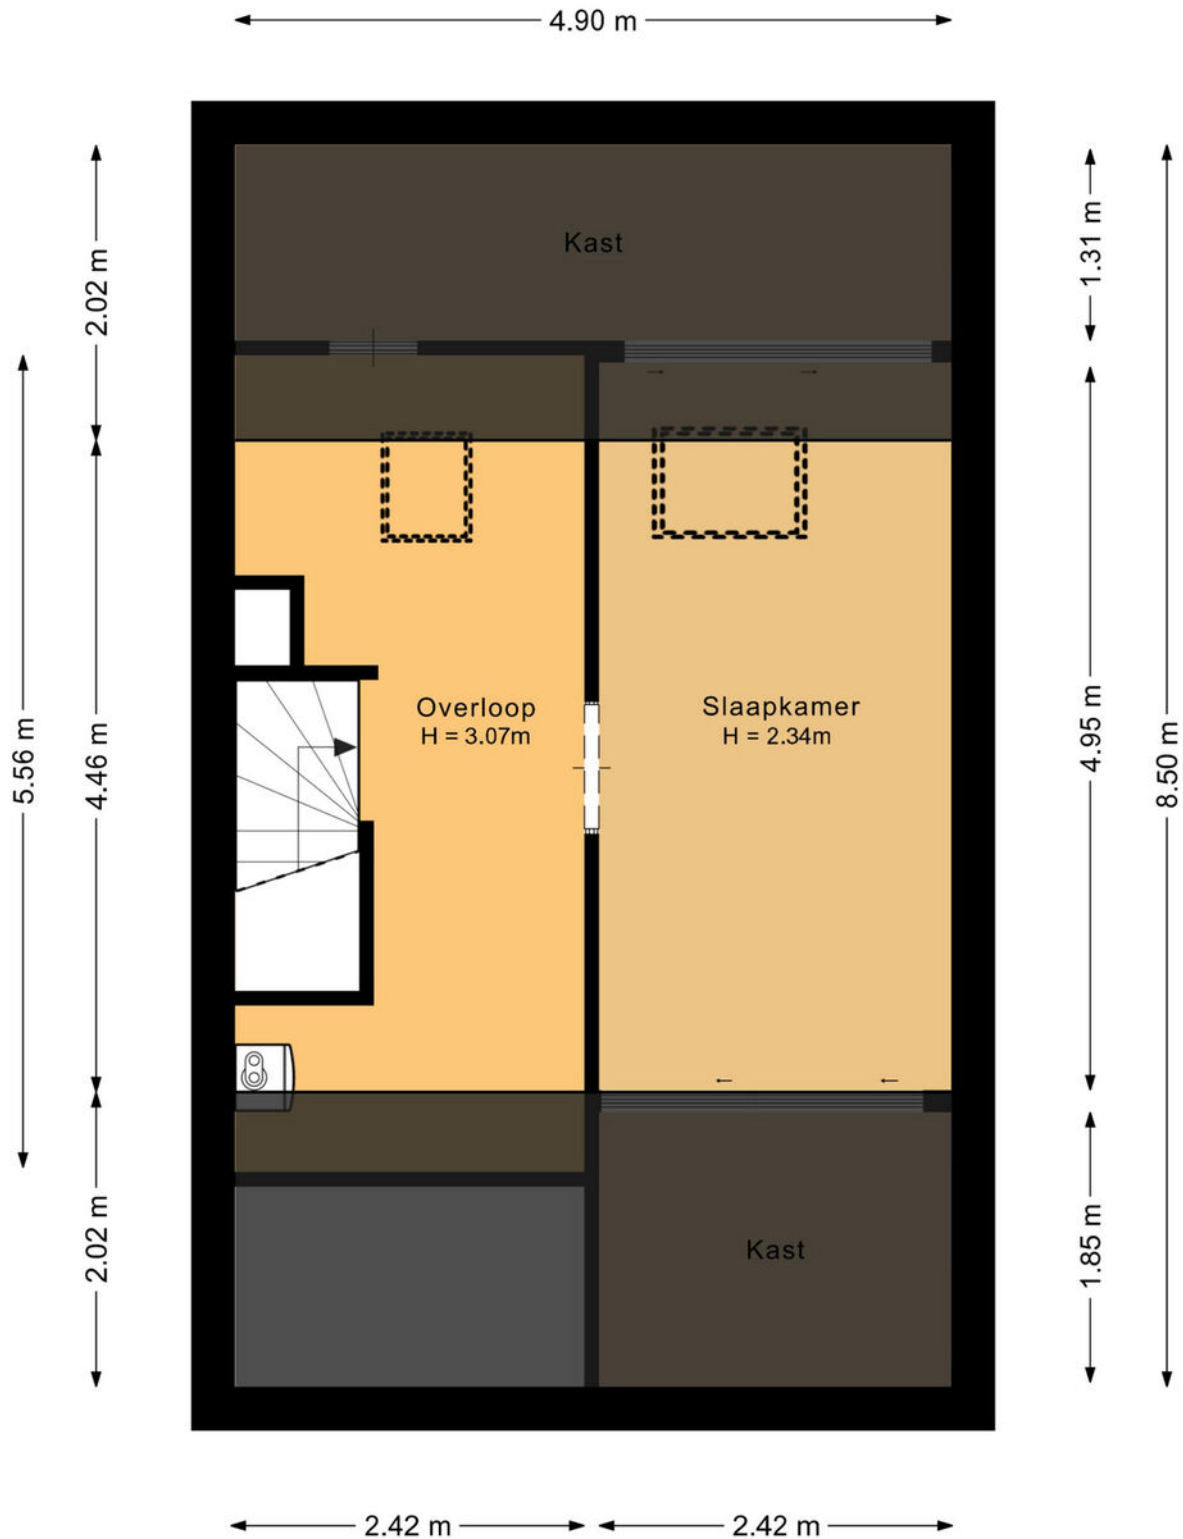 4.90 m
Kast
2.02 m
1.31 m
Overloop
H = 3.07m
Slaapkamer
H = 2.34m
5.56 m
4.46 m
4.95 m
8.50 m
2.02 m
Kast
1.85 m
2.42 m
2.42 m